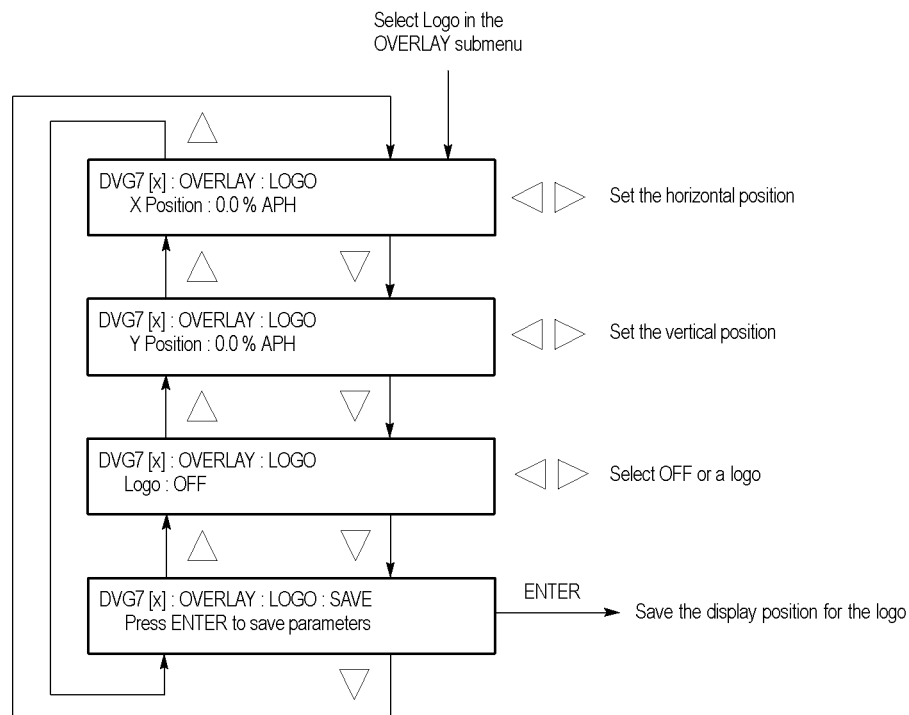 Select Logo in the
OVERLAY submenu
DVG7 [x] : OVERLAY : LOGO
X Position : 0.0 % APH
Set the horizontal position
DVG7 [x] : OVERLAY : LOGO
Y Position : 0.0 % APH
Set the vertical position
DVG7 [x] : OVERLAY : LOGO
Logo : OFF
Select OFF or a logo
DVG7 [x] : OVERLAY : LOGO : SAVE
Press ENTER to save parameters
ENTER
Save the display position for the logo